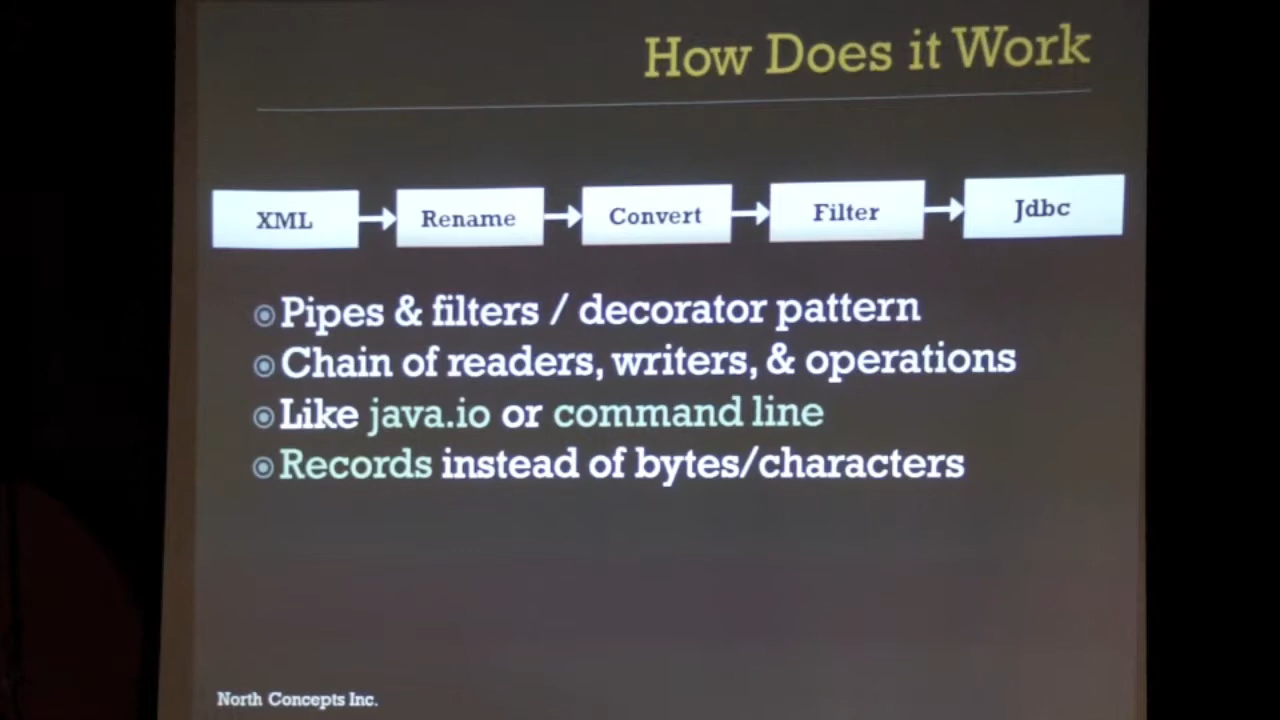 How Does it Work
XML Rename Convert Filter Jdbc
Pipes & filters / decorator pattern
Chain of readers, writers, & operations
Like java.io or command line
Records instead of bytes/characters
North Concepts Inc.